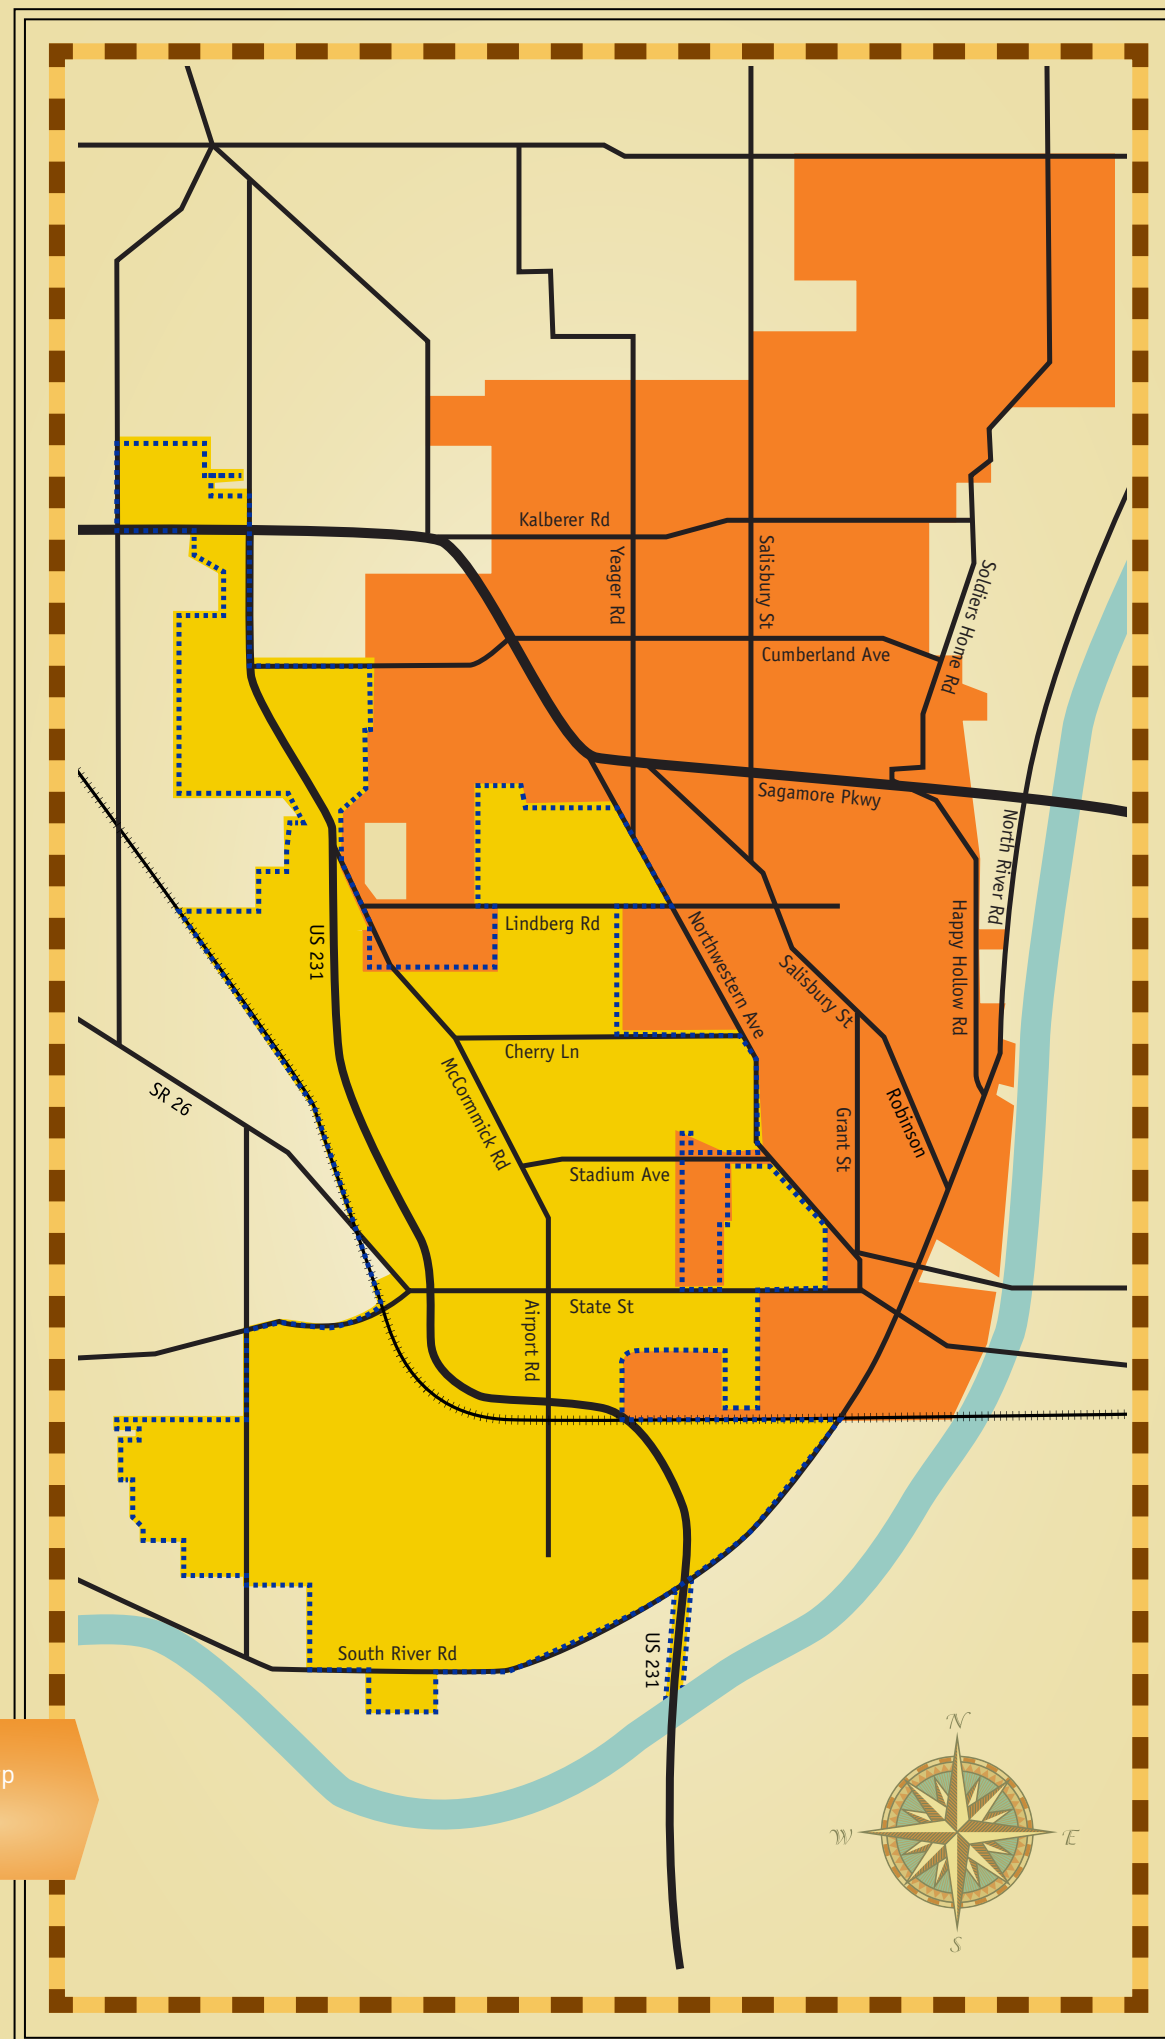 Kalberer Rd
Yeager Rd
Salisbury St
Soldiers Home Rd
Cumberland Ave
Sagamore Pkwy
North River Rd
Lindberg Rd
US 231
Northwestern Ave
Happy Hollow Rd
Salisbury St
Cherry Ln
McCormmick Rd
SR 26
Grant St
Robinson
Stadium Ave
State St
Airport Rd
South River Rd
US 231
p
N
W
E
S